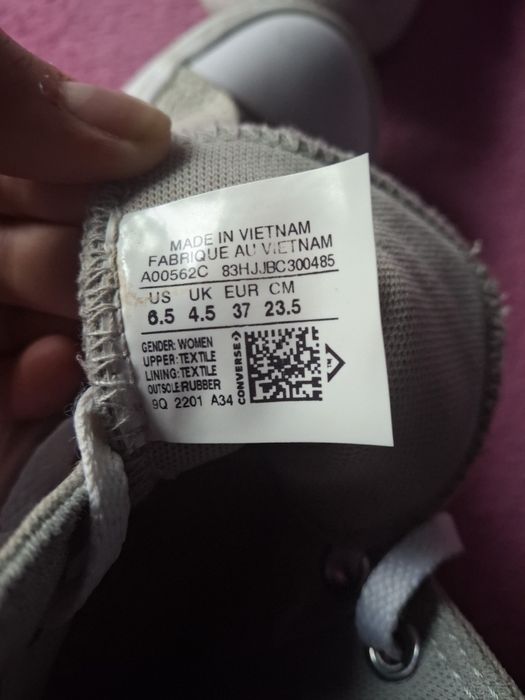 MADE IN VIETNAM
FABRIQUE AU VIETNAM
A00562C 83HJJBC300485
US UK EUR CM
6.5 4.5 37 23.5
GENDER: WOMEN
UPPER:TEXTILE
LINING:TEXTILE
OUTSOLE:RUBBER
9Q 2201 A34
CONVERSE
TM